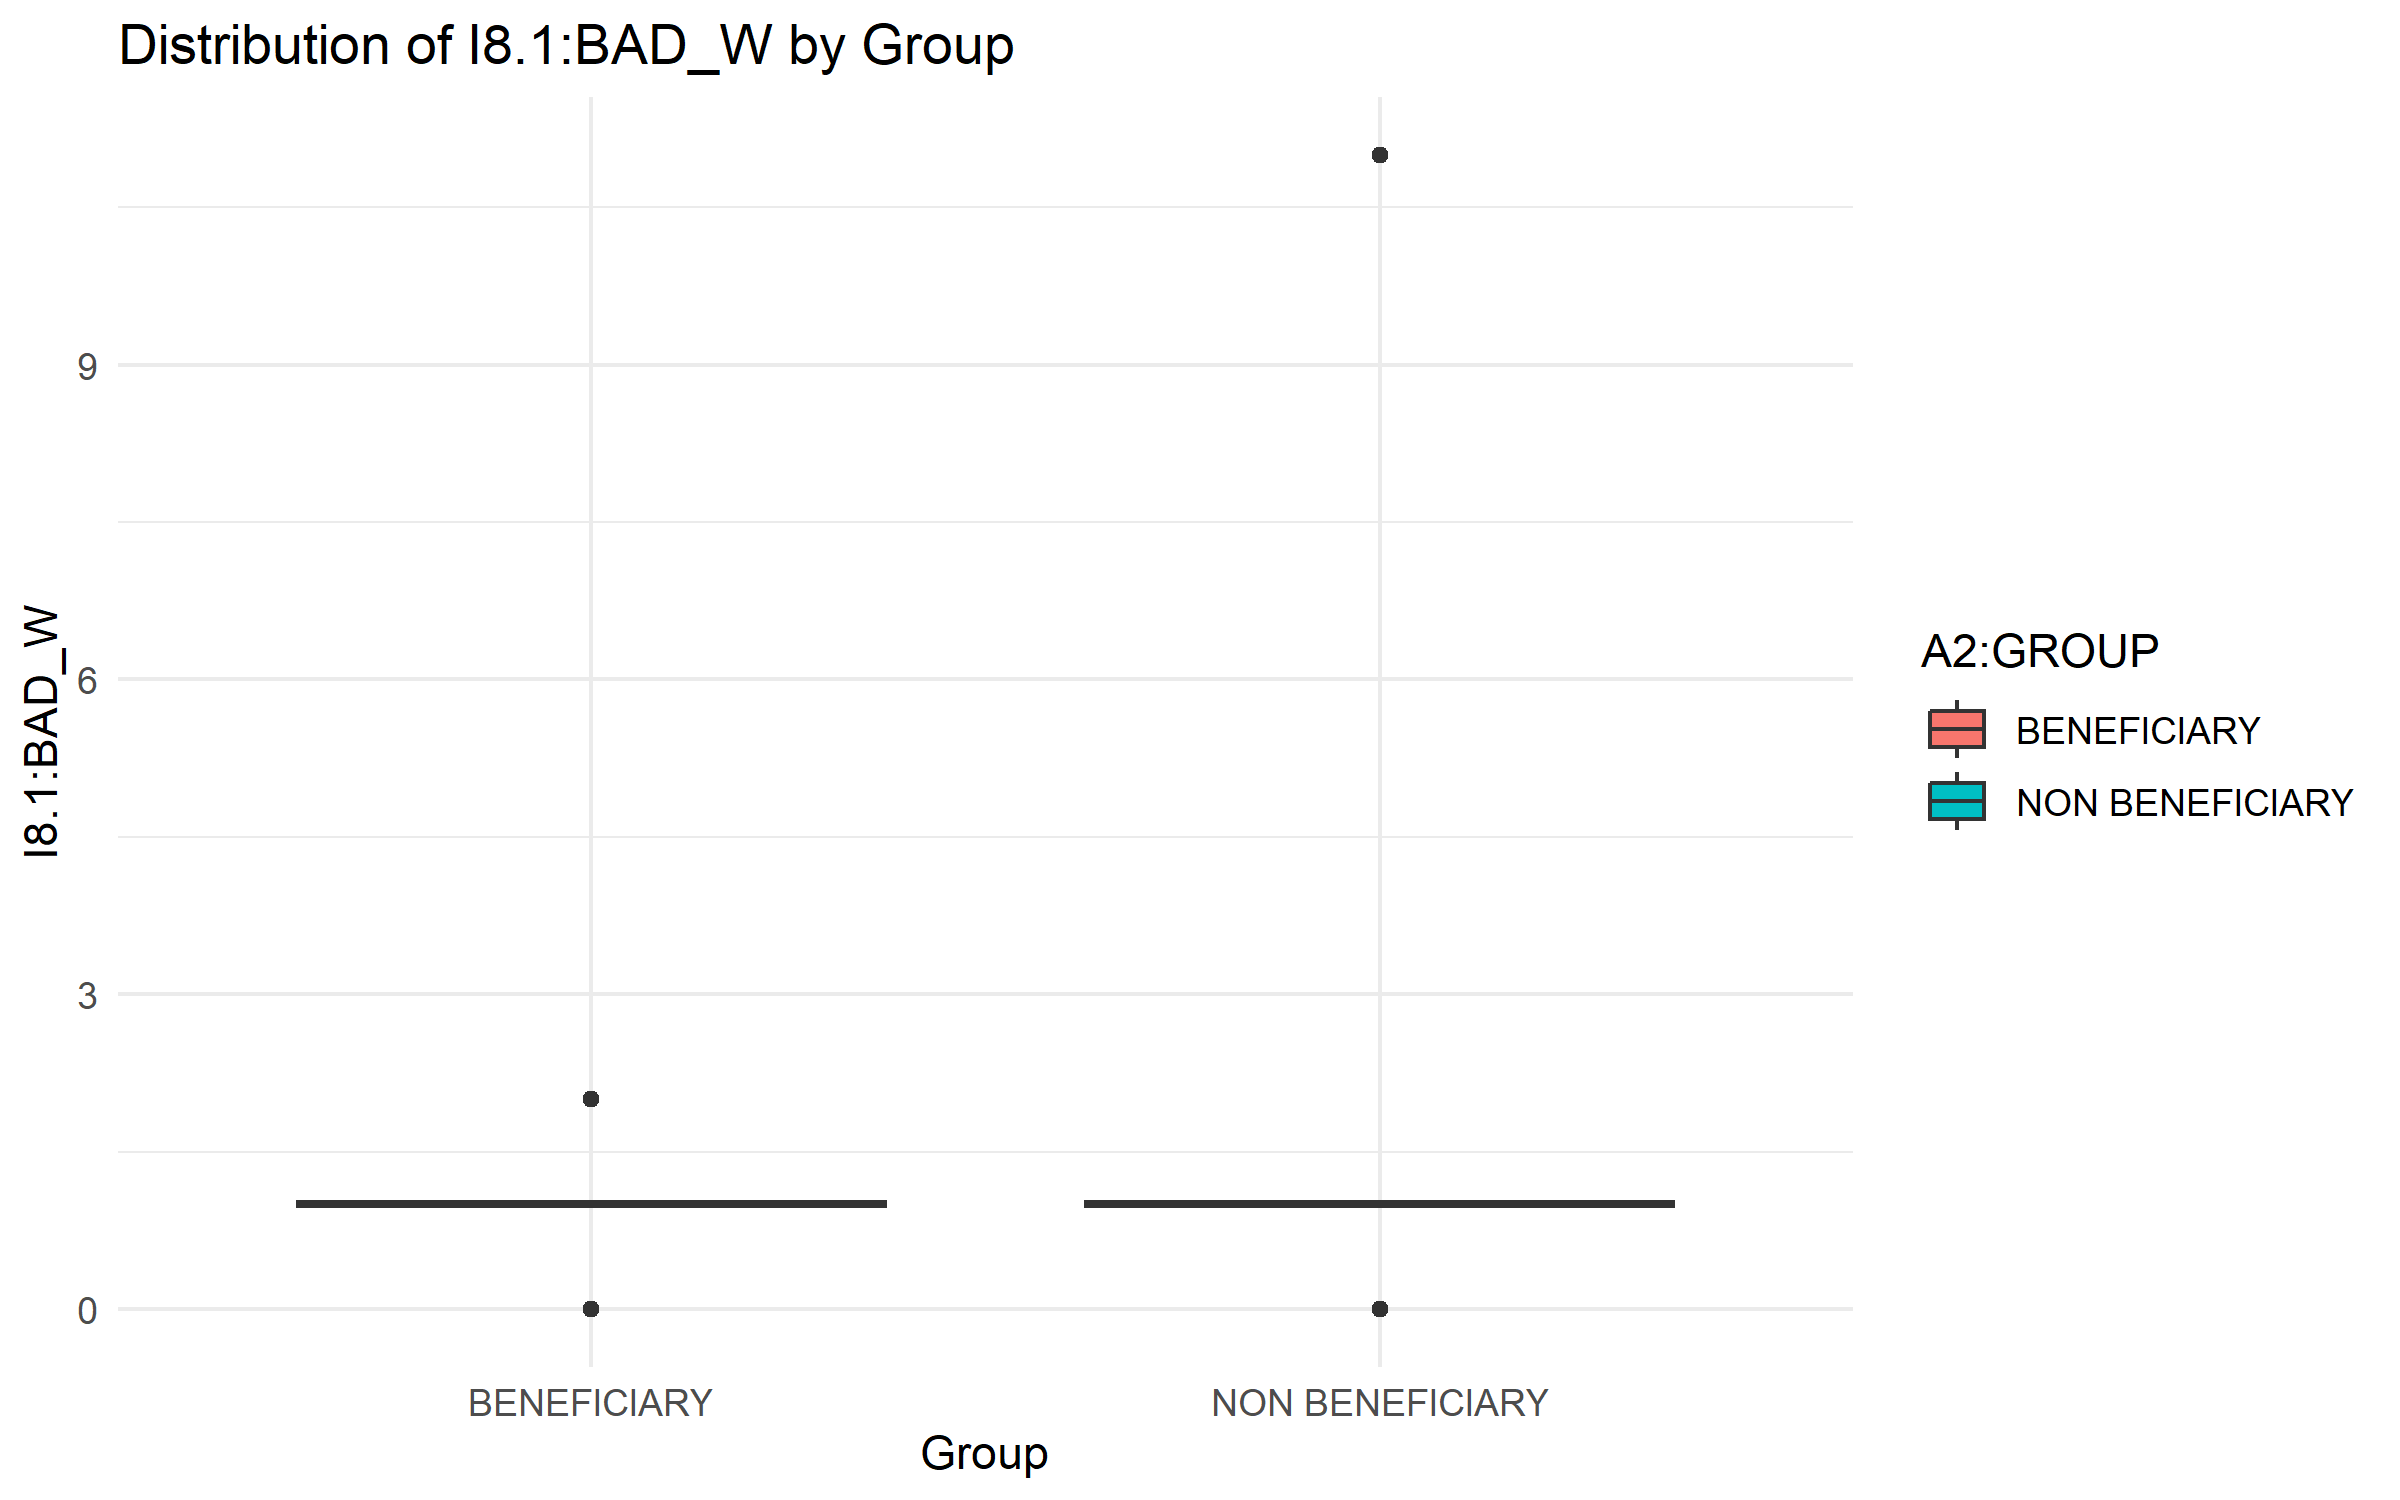 Distribution of I8.1:BAD_W by Group
I8.1:BAD_W
9
6
3
0
BENEFICIARY
NON BENEFICIARY
Group
A2:GROUP
BENEFICIARY
NON BENEFICIARY